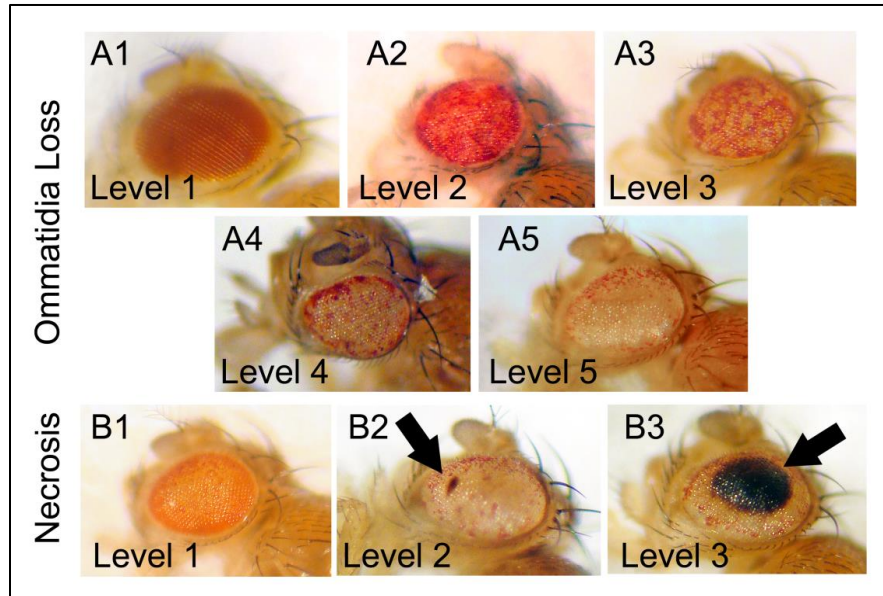 Ommatidia Loss
A1
Level 1
A2
Level 2
A3
Level 3
A4
Level 4
A5
Level 5
Necrosis
B1
Level 1
B2
Level 2
B3
Level 3